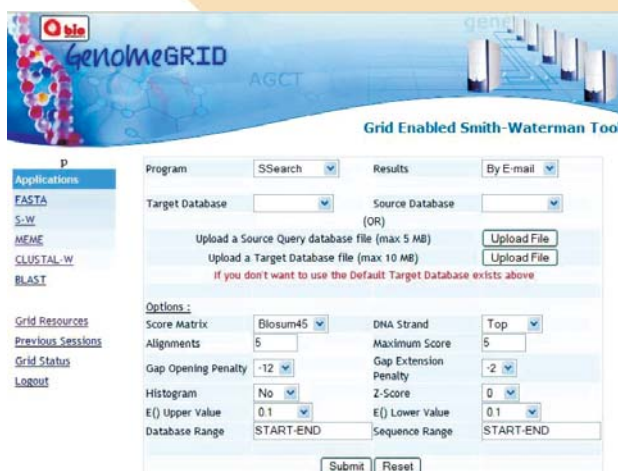 Q bio
GenomeGRID
gene
AGCT
Grid Enabled Smith-Waterman Tool
p
Applications
FASTA
S-W
MEME
CLUSTAL-W
BLAST
Grid Resources
Previous Sessions
Grid Status
Logout
Program SSearch Results By E-mail
Target Database Source Database
(OR)
Upload a Source Query database file (max 5 MB) Upload File
Upload a Target Database file (max 10 MB) Upload File
If you don't want to use the Default Target Database exists above
Options :
Score Matrix Blosum45 DNA Strand Top
Alignments 5 Maximum Score 5
Gap Opening Penalty -12 Gap Extension Penalty -2
Histogram No Z-Score 0
E() Upper Value 0.1 E() Lower Value 0.1
Database Range START-END Sequence Range START-END
Submit Reset